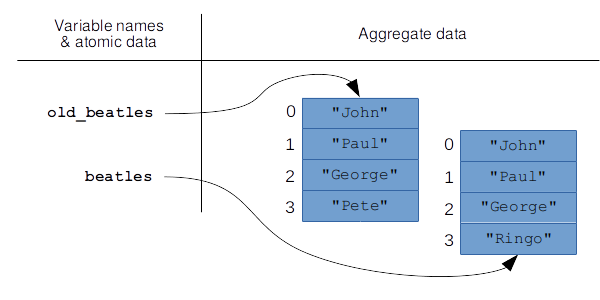 Variable names
& atomic data
Aggregate data
old_beatles
0 "John"
1 "Paul"
2 "George"
3 "Pete"
beatles
0 "John"
1 "Paul"
2 "George"
3 "Ringo"